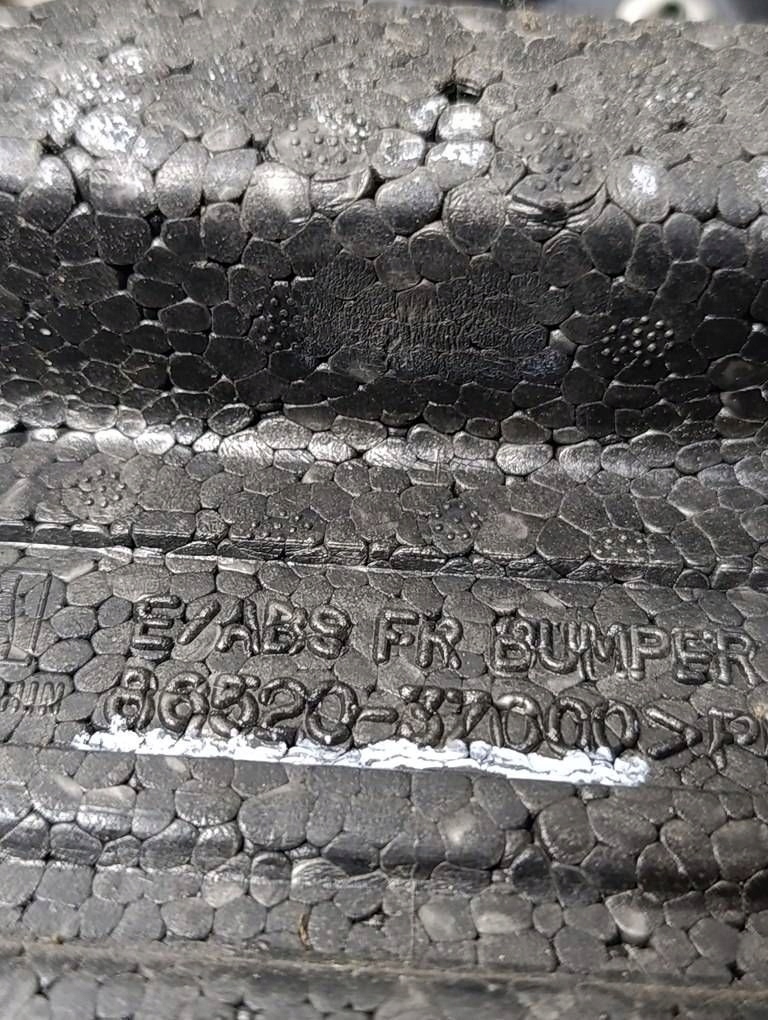 E/ABS FR BUMPER
86520-37000>P